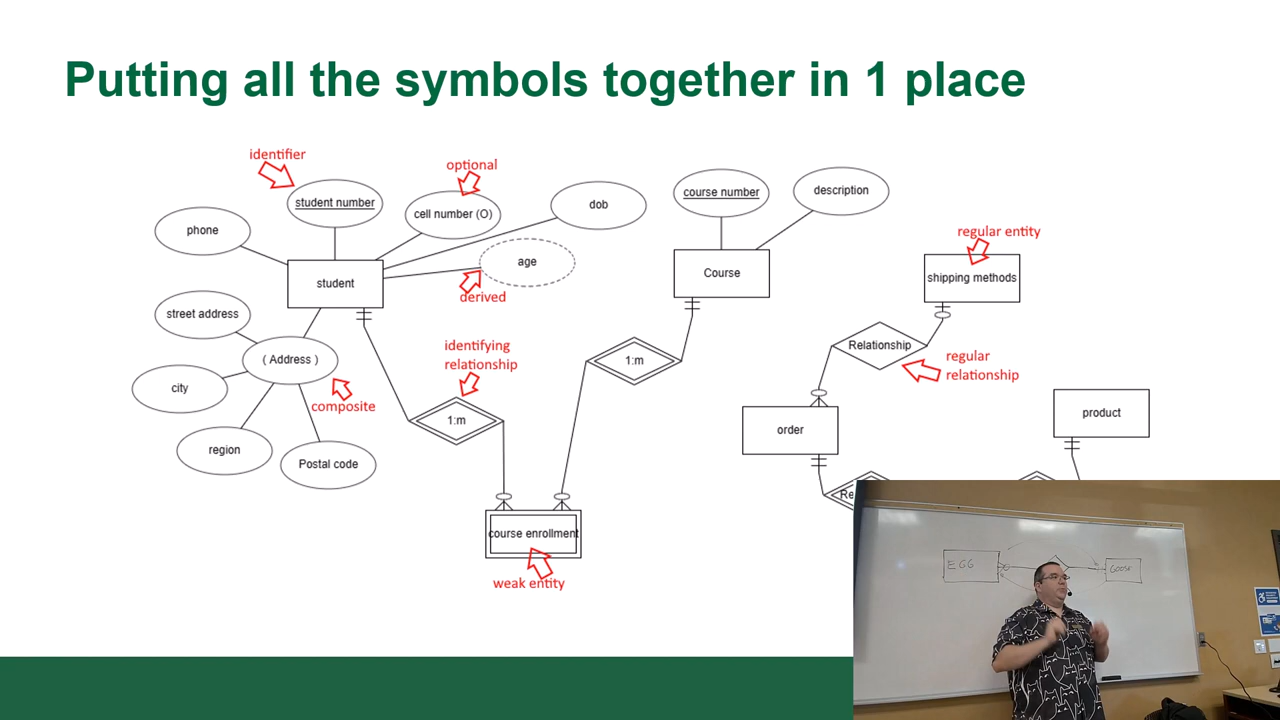 Putting all the symbols together in 1 place
identifier
optional
student number
cell number (O)
dob
course number
description
phone
age
regular entity
student
derived
Course
shipping methods
street address
identifying
relationship
Relationship
( Address )
1:m
regular
relationship
city
composite
1:m
order
product
region
Postal code
Re
course enrollment
weak entity
EGG
GOOSE